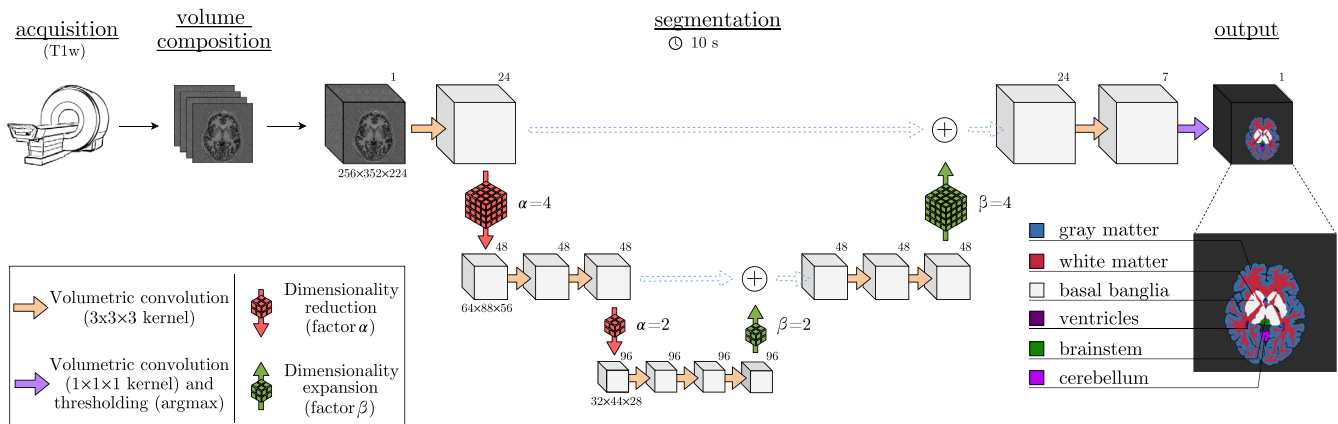 acquisition
(T1w)
volume
composition
segmentation
10 s
output
1
24
24
7
1
256×352×224
α=4
β=4
48
48
48
48
48
48
64×88×56
α=2
β=2
96
96
96
96
32×44×28
Volumetric convolution
(3x3×3 kernel)
Volumetric convolution
(1×1×1 kernel) and
thresholding (argmax)
Dimensionality
reduction
(factor α)
Dimensionality
expansion
(factor β)
gray matter
white matter
basal banglia
ventricles
brainstem
cerebellum